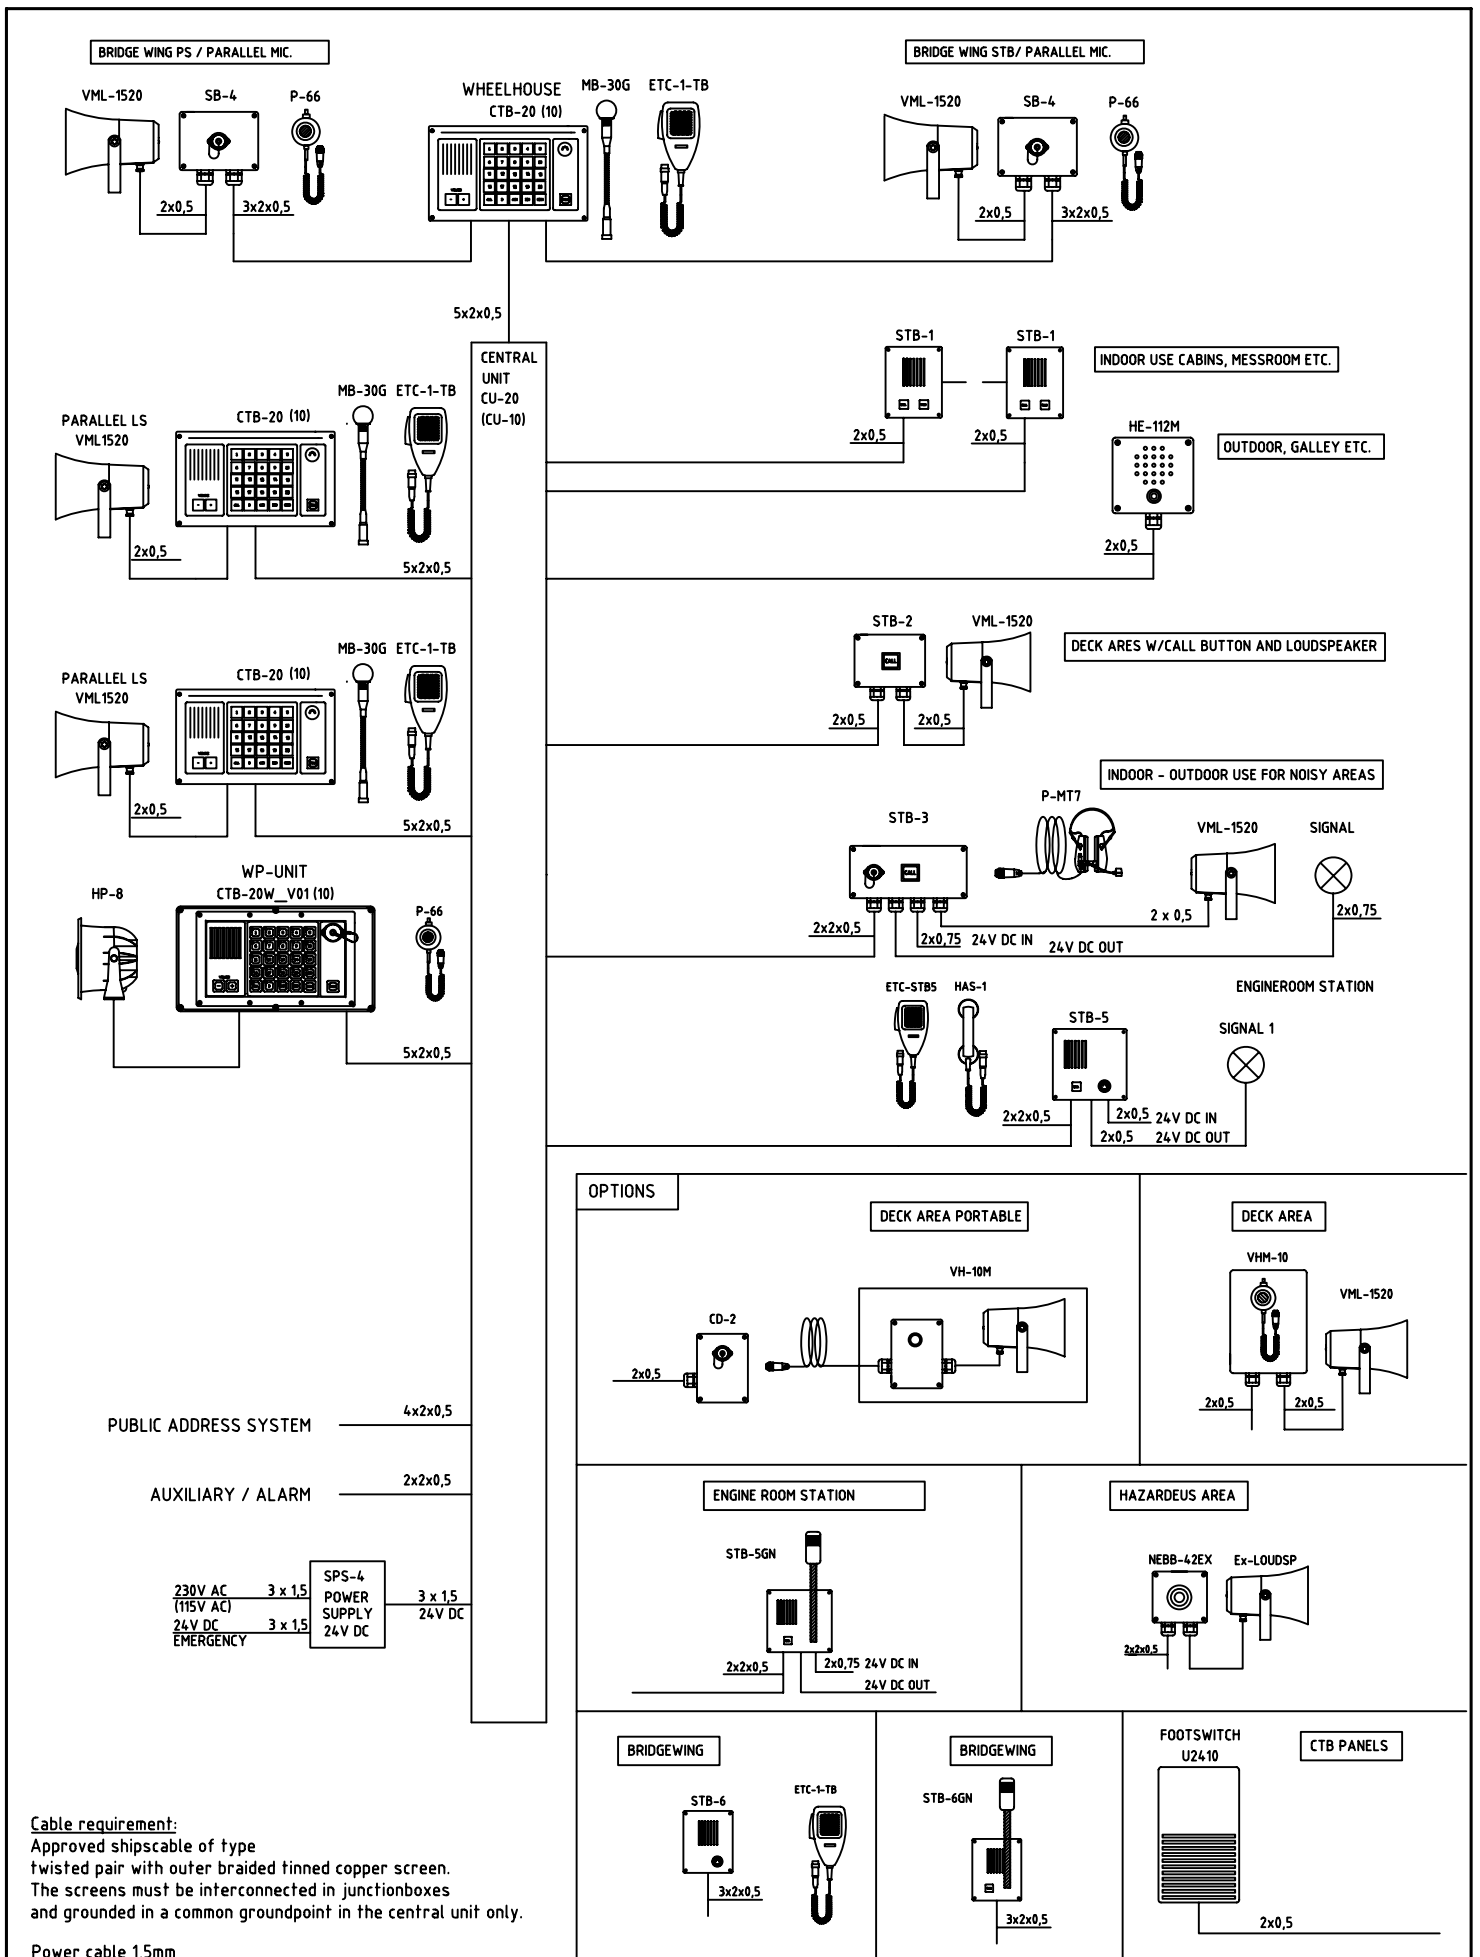 BRIDGE WING PS / PARALLEL MIC.
VML-1520
SB-4
P-66
2x0,5
3x2x0,5
WHEELHOUSE
CTB-20 (10)
MB-30G
ETC-1-TB
BRIDGE WING STB/ PARALLEL MIC.
VML-1520
SB-4
P-66
2x0,5
3x2x0,5
5x2x0,5
CENTRAL
UNIT
CU-20
(CU-10)
PARALLEL LS
VML1520
CTB-20 (10)
MB-30G ETC-1-TB
2x0,5
5x2x0,5
PARALLEL LS
VML1520
CTB-20 (10)
MB-30G ETC-1-TB
2x0,5
5x2x0,5
WP-UNIT
CTB-20W_V01 (10)
HP-8
P-66
5x2x0,5
STB-1
STB-1
INDOOR USE CABINS, MESSROOM ETC.
2x0,5
2x0,5
HE-112M
OUTDOOR, GALLEY ETC.
2x0,5
STB-2
CALL
VML-1520
DECK ARES W/CALL BUTTON AND LOUDSPEAKER
2x0,5
2x0,5
INDOOR - OUTDOOR USE FOR NOISY AREAS
STB-3
CALL
P-MT7
VML-1520
SIGNAL
2x2x0,5
2x0,75 24V DC IN
24V DC OUT
2 x 0,5
2x0,75
ENGINEROOM STATION
ETC-STB5
HAS-1
STB-5
SIGNAL 1
2x2x0,5
2x0,5 24V DC IN
2x0,5 24V DC OUT
PUBLIC ADDRESS SYSTEM
4x2x0,5
AUXILIARY / ALARM
2x2x0,5
230V AC
3 x 1,5
(115V AC)
24V DC
3 x 1,5
EMERGENCY
SPS-4
POWER
SUPPLY
24V DC
3 x 1,5
24V DC
OPTIONS
DECK AREA PORTABLE
VH-10M
CD-2
2x0,5
DECK AREA
VHM-10
VML-1520
2x0,5
2x0,5
ENGINE ROOM STATION
STB-5GN
2x2x0,5
2x0,75 24V DC IN
24V DC OUT
HAZARDEUS AREA
NEBB-42EX
Ex-LOUDSP
2x2x0,5
BRIDGEWING
STB-6
ETC-1-TB
3x2x0,5
BRIDGEWING
STB-6GN
3x2x0,5
FOOTSWITCH
U2410
CTB PANELS
2x0,5
Cable requirement:
Approved shipscable of type
twisted pair with outer braided tinned copper screen.
The screens must be interconnected in junctionboxes
and grounded in a common groundpoint in the central unit only.
Power cable 1,5mm